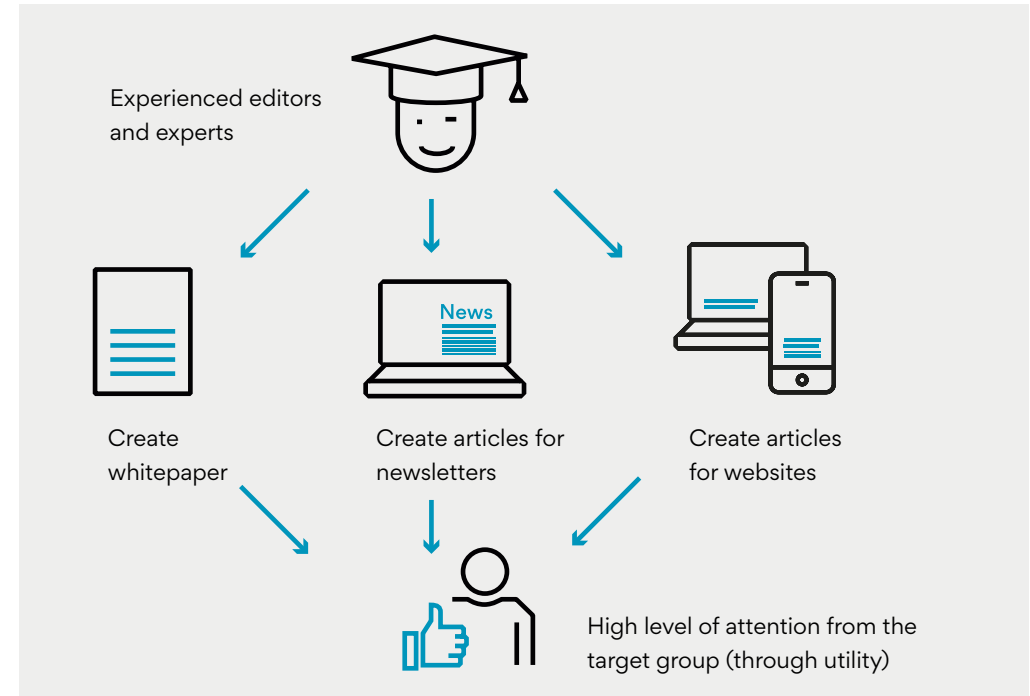 Experienced editors
and experts
News
Create
whitepaper
Create articles for
newsletters
Create articles
for websites
High level of attention from the
target group (through utility)